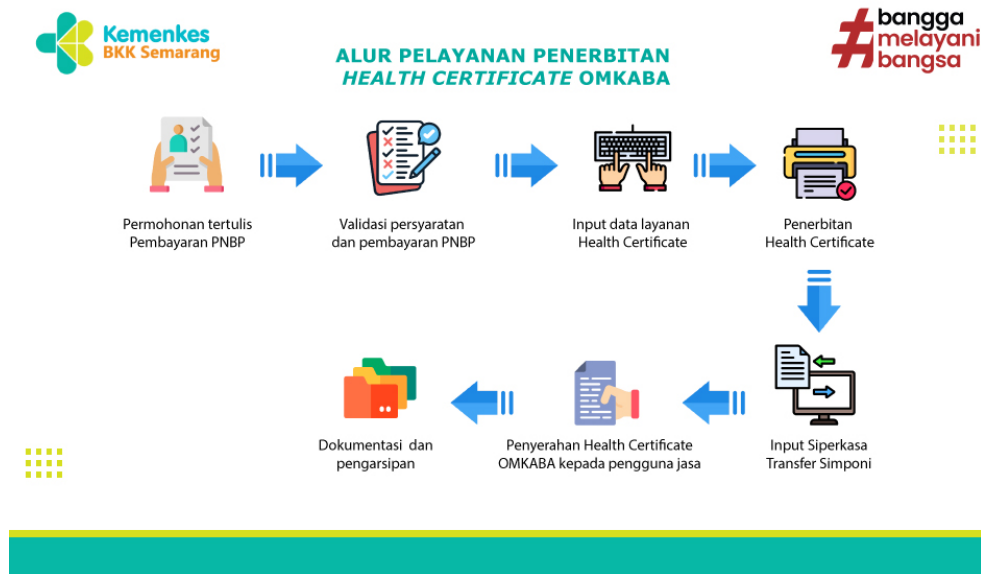 Kemenkes
BKK Semarang
#bangga
melayani
bangsa
ALUR PELAYANAN PENERBITAN
HEALTH CERTIFICATE OMKABA
Permohonan tertulis
Pembayaran PNBP
Validasi persyaratan
dan pembayaran PNBP
Input data layanan
Health Certificate
Penerbitan
Health Certificate
Dokumentasi dan
pengarsipan
Penyerahan Health Certificate
OMKABA kepada pengguna jasa
Input Siperkasa
Transfer Simponi